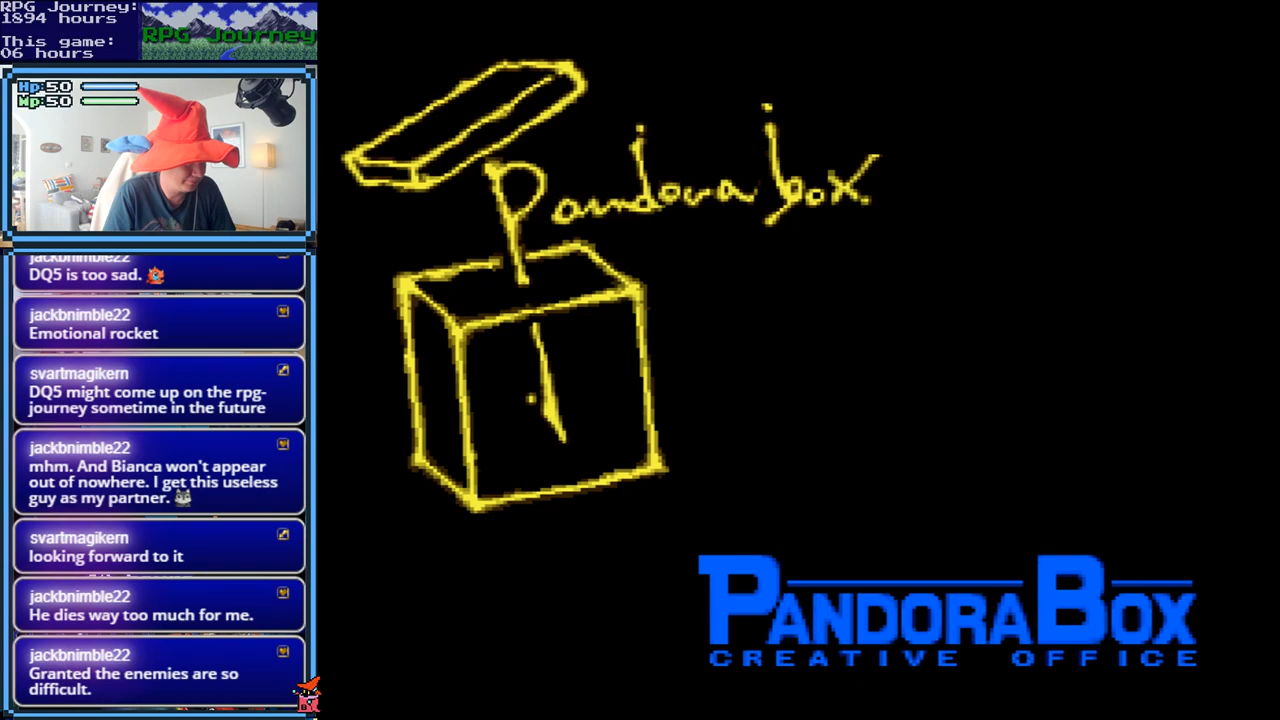 RPG Journey:
1894 hours
This game:
06 hours
RPG Journey
Hp:50
Mp:50
jackbnimble22
DQ5 is too sad.
jackbnimble22
Emotional rocket
svartmagikern
DQ5 might come up on the rpg-
journey sometime in the future
jackbnimble22
mhm. And Bianca won't appear
out of nowhere. I get this useless
guy as my partner.
svartmagikern
looking forward to it
jackbnimble22
He dies way too much for me.
jackbnimble22
Granted the enemies are so
difficult.
Pandora box.
PANDORA BOX
CREATIVE OFFICE